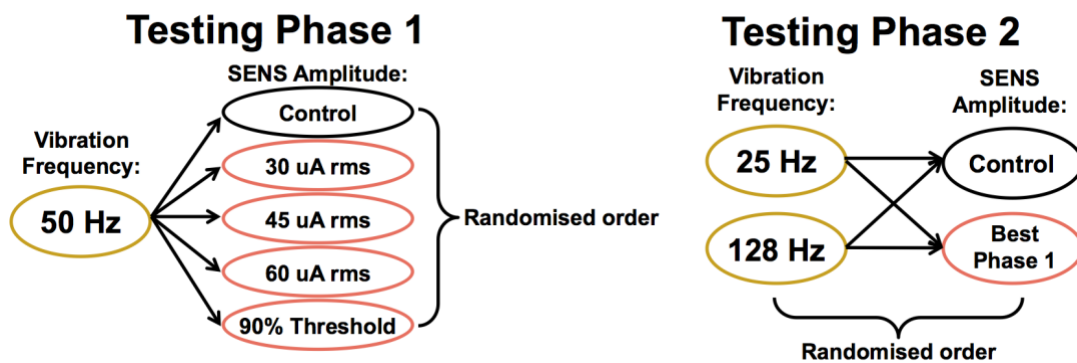 Testing Phase 1
SENS Amplitude:
Vibration
Frequency:
50 Hz
Control
30 uA rms
45 uA rms
60 uA rms
90% Threshold
Randomised order
Testing Phase 2
Vibration
Frequency:
SENS
Amplitude:
25 Hz
Control
128 Hz
Best
Phase 1
Randomised order